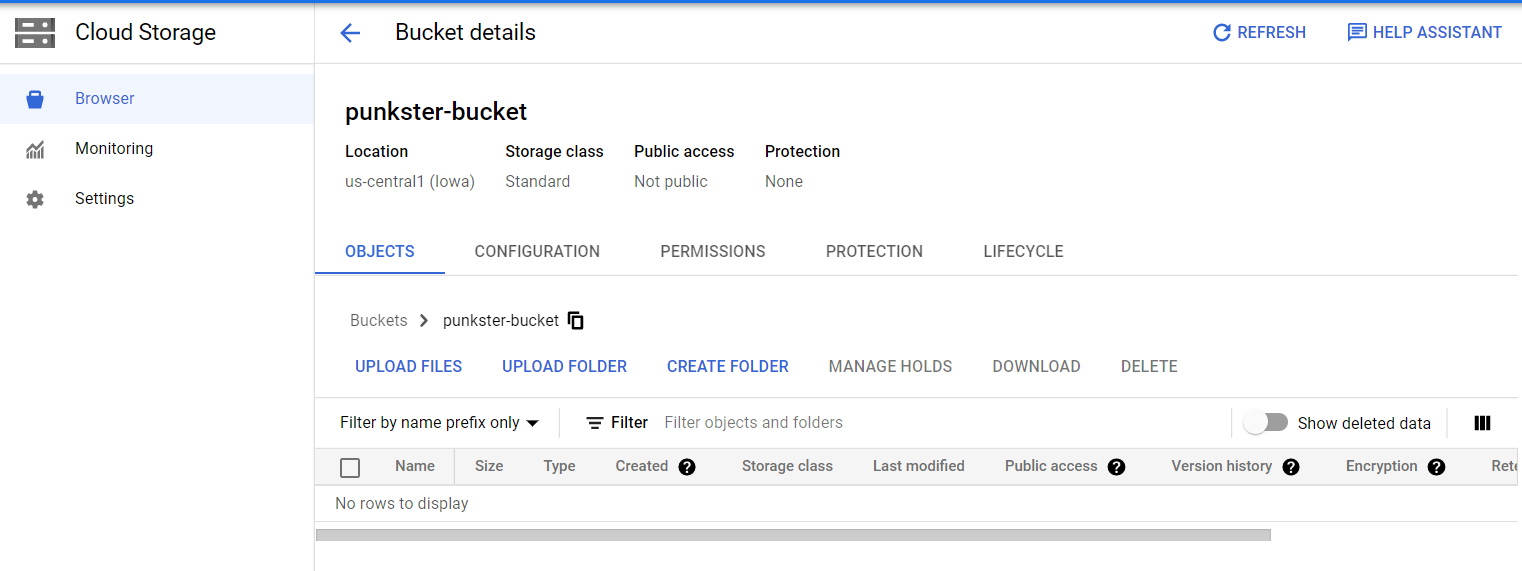 Cloud Storage
Bucket details
REFRESH
HELP ASSISTANT
Browser
Monitoring
Settings
punkster-bucket
Location Storage class Public access Protection
us-central1 (Iowa) Standard Not public None
OBJECTS CONFIGURATION PERMISSIONS PROTECTION LIFECYCLE
Buckets punkster-bucket
UPLOAD FILES UPLOAD FOLDER CREATE FOLDER MANAGE HOLDS DOWNLOAD DELETE
Filter by name prefix only Filter Filter objects and folders Show deleted data
Name Size Type Created ? Storage class Last modified Public access ? Version history ? Encryption ? Rete
No rows to display